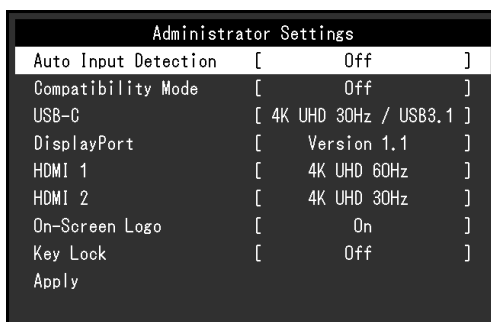 Administrator Settings
Auto Input Detection [ Off ]
Compatibility Mode [ Off ]
USB-C [ 4K UHD 30Hz / USB3.1 ]
DisplayPort [ Version 1.1 ]
HDMI 1 [ 4K UHD 60Hz ]
HDMI 2 [ 4K UHD 30Hz ]
On-Screen Logo [ On ]
Key Lock [ Off ]
Apply